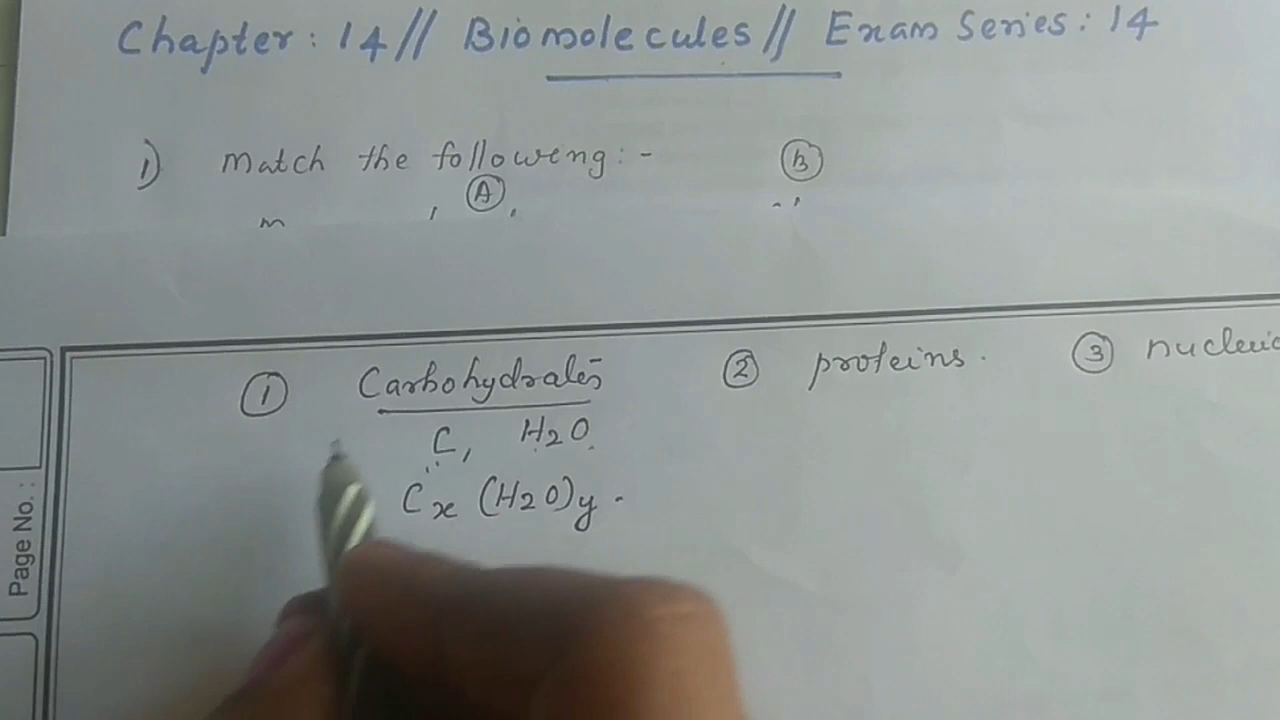 Chapter: 14// Biomolecules// Exam Series: 14
1) Match the following:- (B)
(A)
(1) Carbohydrates (2) proteins. (3) nucleic
C, H2O
Cx (H2O)y.
Page No.: